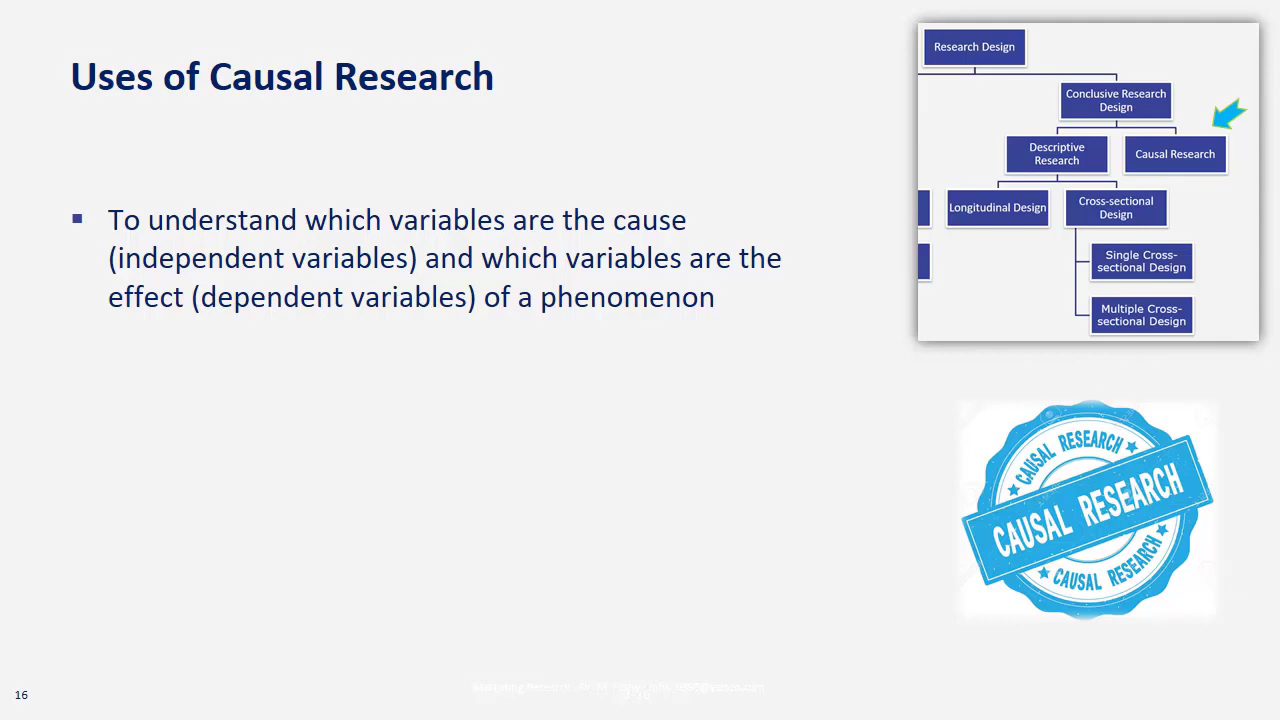 Uses of Causal Research
▪ To understand which variables are the cause
(independent variables) and which variables are the
effect (dependent variables) of a phenomenon
Research Design
Conclusive Research
Design
Descriptive
Research
Causal Research
Longitudinal Design
Cross-sectional
Design
Single Cross-
sectional Design
Multiple Cross-
sectional Design
CAUSAL RESEARCH
CAUSAL RESEARCH
CAUSAL RESEARCH
16
Marketing Research